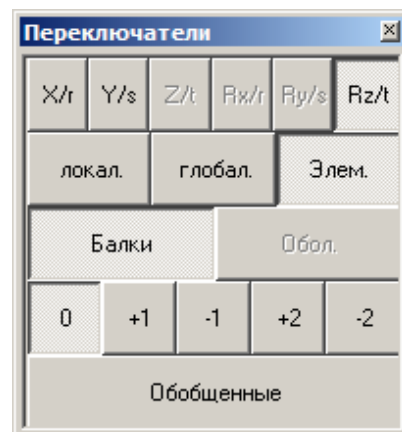 Переключатели
X/r Y/s Z/t Rx/r Ry/s Rz/t
локал. глобал. Элем.
Балки Обол.
0 +1 -1 +2 -2
Обобщенные